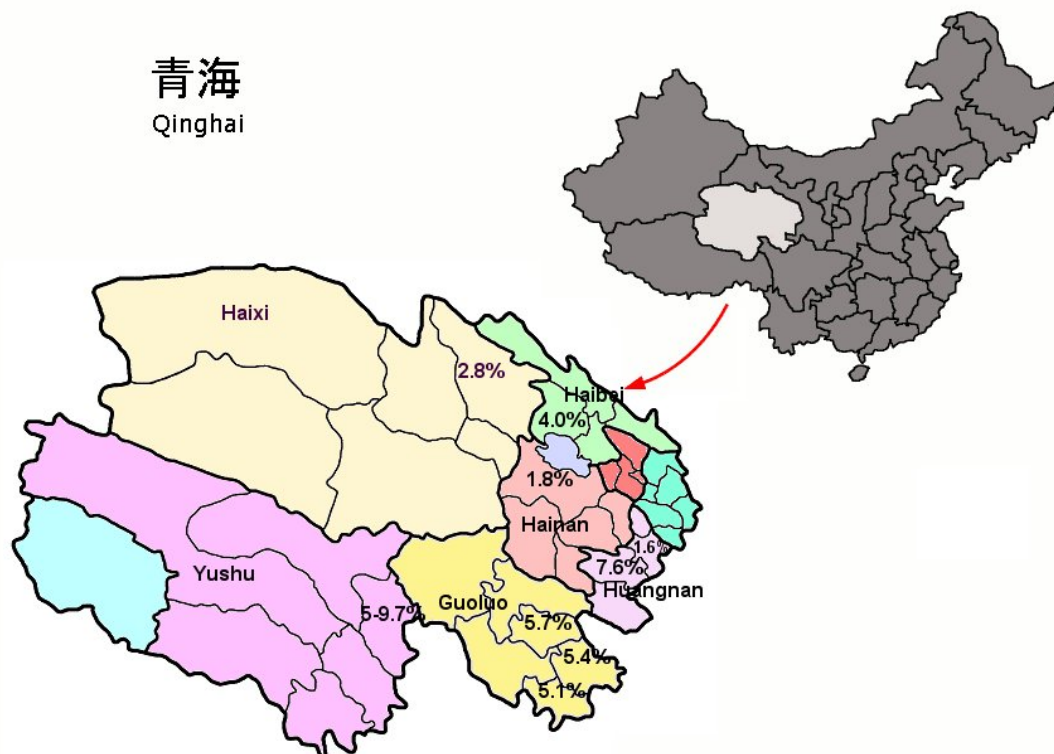 青海
Qinghai
Haixi
2.8%
Haibei
4.0%
1.8%
Hainan
1.6%
7.6%
Huangnan
Yushu
5-9.7%
Guoluo
5.7%
5.4%
5.1%